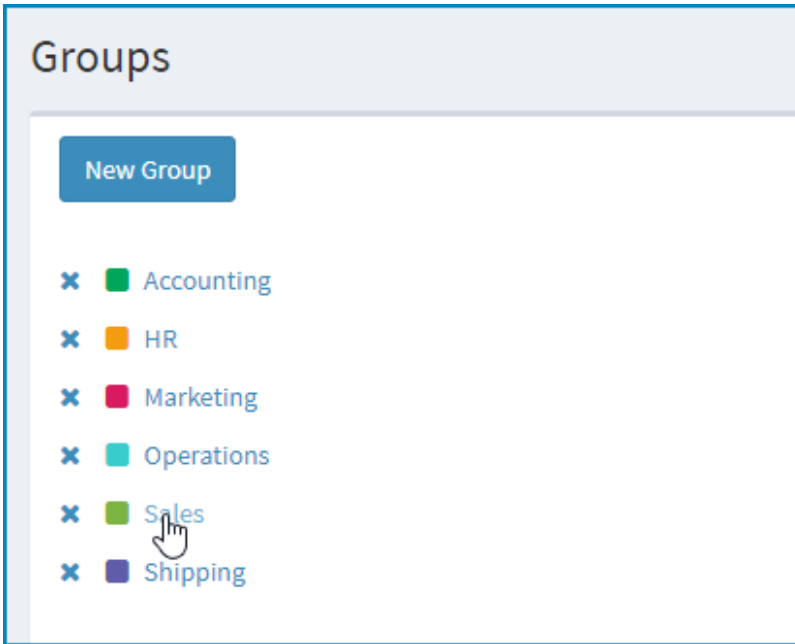 Groups
New Group
Accounting
HR
Marketing
Operations
Sales
Shipping